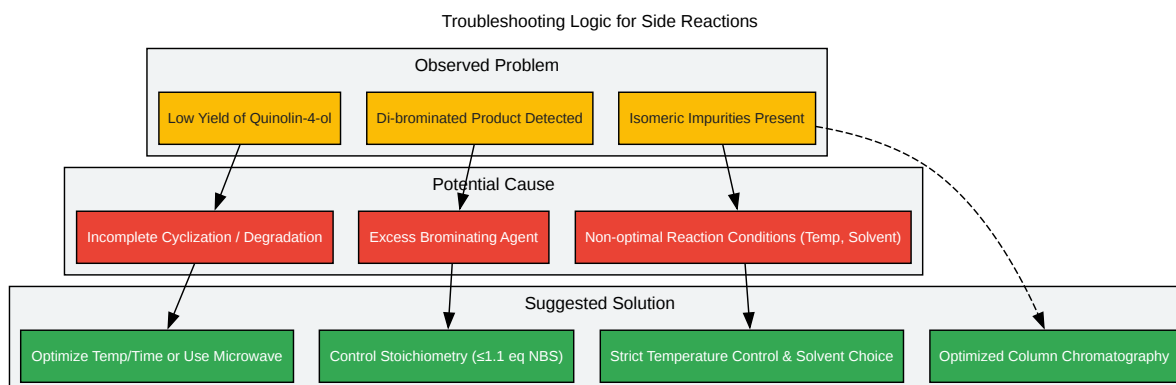 Troubleshooting Logic for Side Reactions
Observed Problem
Low Yield of Quinolin-4-ol
Di-brominated Product Detected
Isomeric Impurities Present
Potential Cause
Incomplete Cyclization / Degradation
Excess Brominating Agent
Non-optimal Reaction Conditions (Temp, Solvent)
Suggested Solution
Optimize Temp/Time or Use Microwave
Control Stoichiometry (≤1.1 eq NBS)
Strict Temperature Control & Solvent Choice
Optimized Column Chromatography